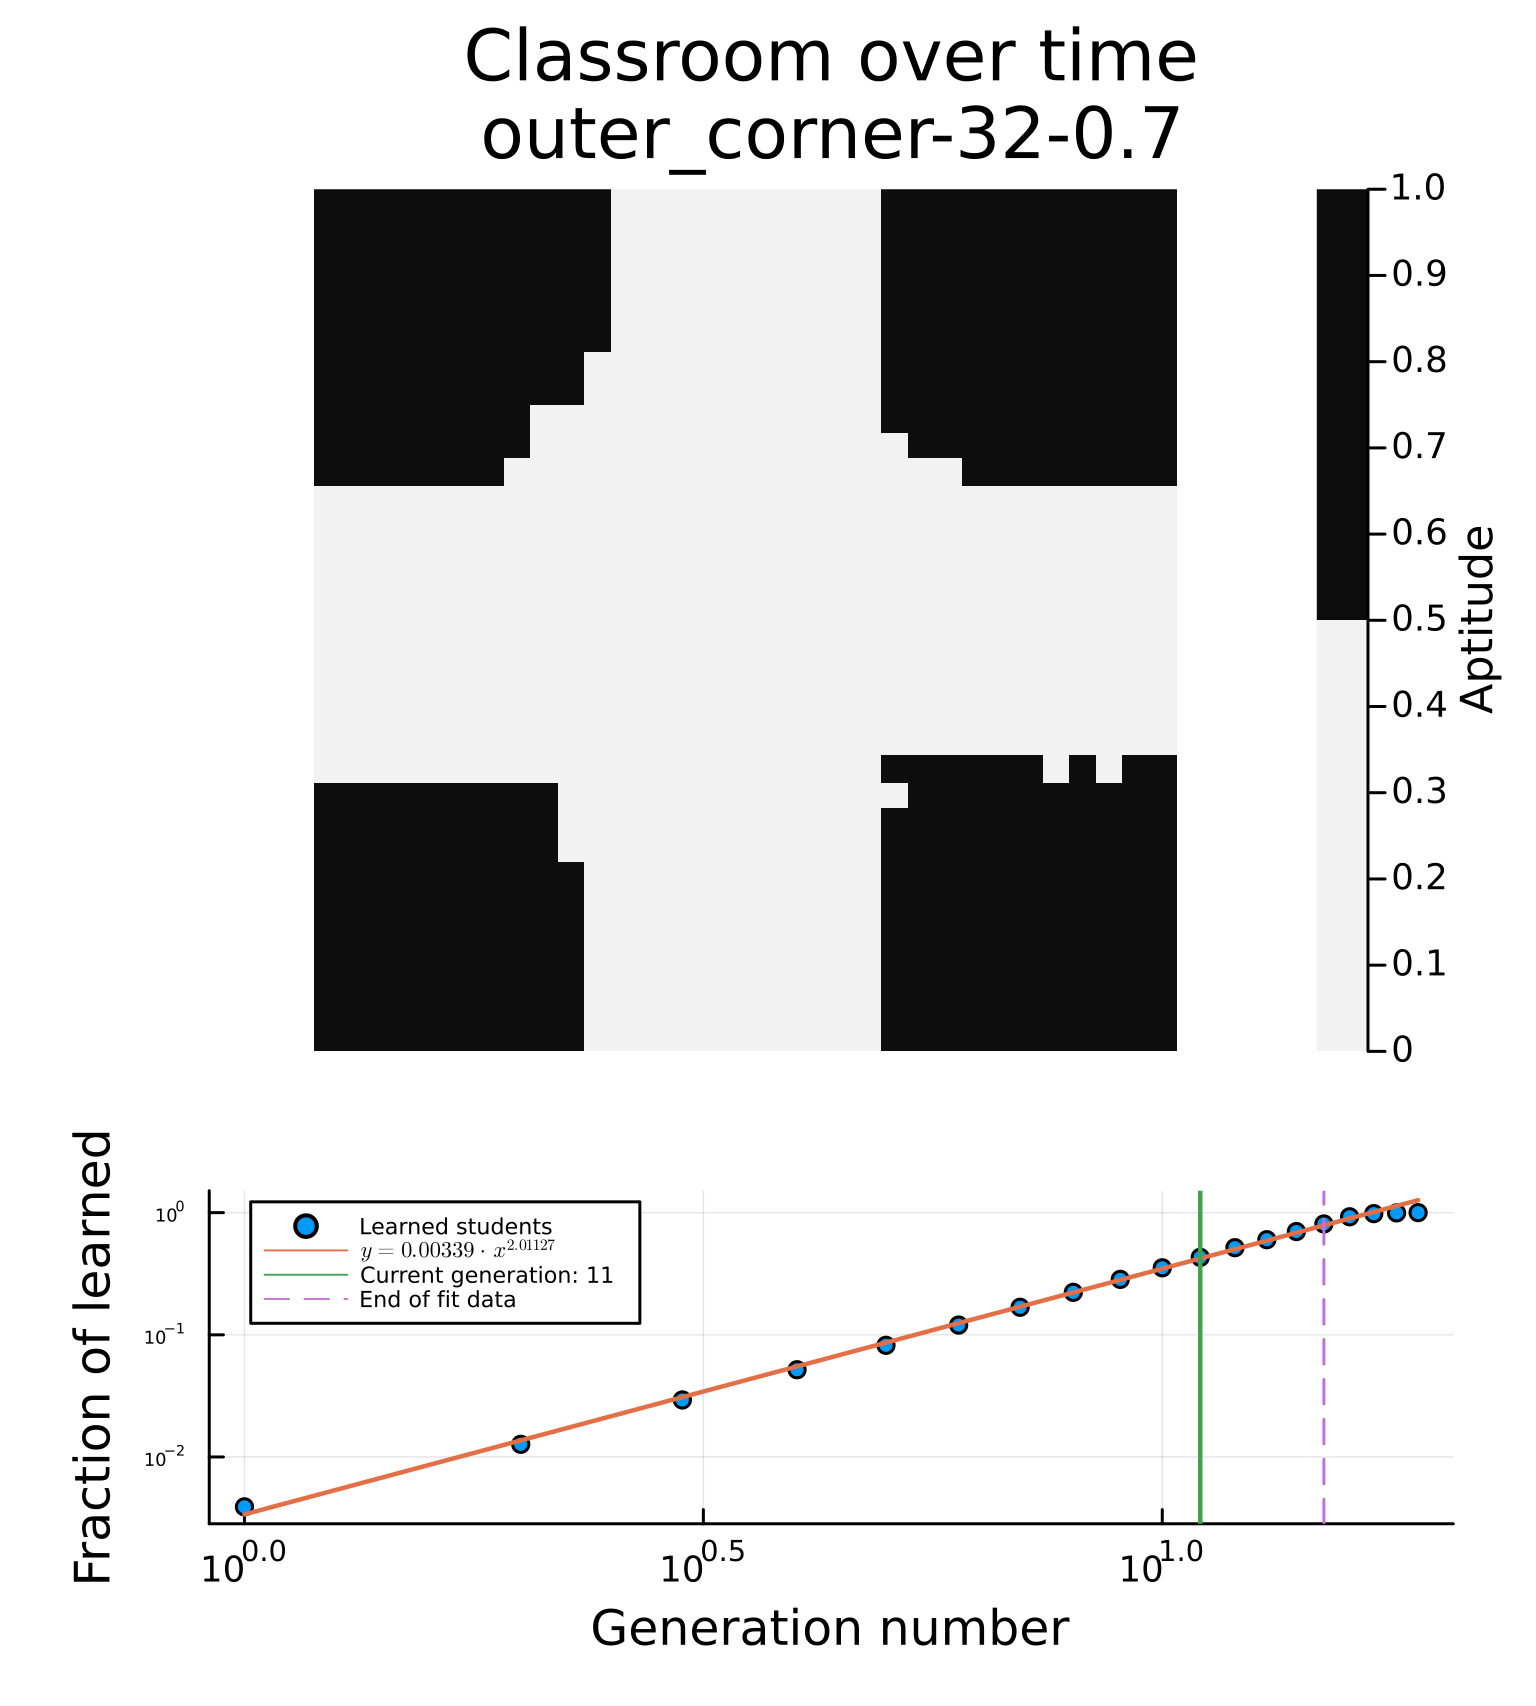 Classroom over time
outer_corner-32-0.7
1.0
0.9
0.8
0.7
0.6
0.5
0.4
0.3
0.2
0.1
0
Aptitude
Fraction of learned
10^0
10^-1
10^-2
Learned students
y = 0.00339 · x^2.01127
Current generation: 11
End of fit data
10^0.0
10^0.5
10^1.0
Generation number